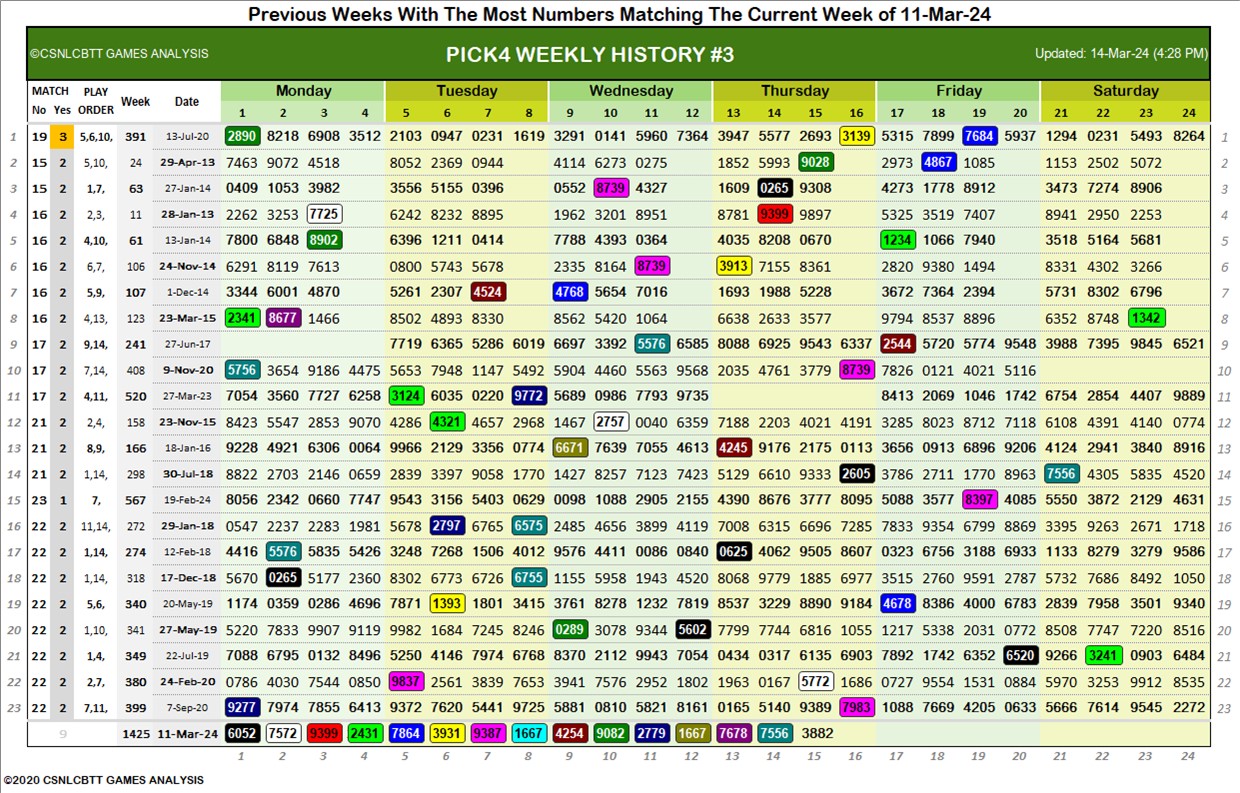 Previous Weeks With The Most Numbers Matching The Current Week of 11-Mar-24
©CSNLCBTT GAMES ANALYSIS PICK4 WEEKLY HISTORY #3 Updated: 14-Mar-24 (4:28 PM)
MATCH PLAY Week Date Monday Tuesday Wednesday Thursday Friday Saturday
No Yes ORDER 1 2 3 4 5 6 7 8 9 10 11 12 13 14 15 16 17 18 19 20 21 22 23 24
1 19 3 5,6,10, 391 13-Jul-20 2890 8218 6908 3512 2103 0947 0231 1619 3291 0141 5960 7364 3947 5577 2693 3139 5315 7899 7684 5937 1294 0231 5493 8264 1
2 15 2 5,10, 24 29-Apr-13 7463 9072 4518 8052 2369 0944 4114 6273 0275 1852 5993 9028 2973 4867 1085 1153 2502 5072 2
3 15 2 1,7, 63 27-Jan-14 0409 1053 3982 3556 5155 0396 0552 8739 4327 1609 0265 9308 4273 1778 8912 3473 7274 8906 3
4 16 2 2,3, 11 28-Jan-13 2262 3253 7725 6242 8232 8895 1962 3201 8951 8781 9399 9897 5325 3519 7407 8941 2950 2253 4
5 16 2 4,10, 61 13-Jan-14 7800 6848 8902 6396 1211 0414 7788 4393 0364 4035 8208 0670 1234 1066 7940 3518 5164 5681 5
6 16 2 6,7, 106 24-Nov-14 6291 8119 7613 0800 5743 5678 2335 8164 8739 3913 7155 8361 2820 9380 1494 8331 4302 3266 6
7 16 2 5,9, 107 1-Dec-14 3344 6001 4870 5261 2307 4524 4768 5654 7016 1693 1988 5228 3672 7364 2394 5731 8302 6796 7
8 16 2 4,13, 123 23-Mar-15 2341 8677 1466 8502 4893 8330 8562 5420 1064 6638 2633 3577 9794 8537 8896 6352 8748 1342 8
9 17 2 9,14, 241 27-Jun-17 7719 6365 5286 6019 6697 3392 5576 6585 8088 6925 9543 6337 2544 5720 5774 9548 3988 7395 9845 6521 9
10 17 2 7,14, 408 9-Nov-20 5756 3654 9186 4475 5653 7948 1147 5492 5904 4460 5563 9568 2035 4761 3779 8739 7826 0121 4021 5116 10
11 17 2 4,11, 520 27-Mar-23 7054 3560 7727 6258 3124 6035 0220 9772 5689 0986 7793 9735 8413 2069 1046 1742 6754 2854 4407 9889 11
12 21 2 2,4, 158 23-Nov-15 8423 5547 2853 9070 4286 4321 4657 2968 1467 2757 0040 6359 7188 2203 4021 4191 3285 8023 8712 7118 6108 4391 4140 0774 12
13 21 2 8,9, 166 18-Jan-16 9228 4921 6306 0064 9966 2129 3356 0774 6671 7639 7055 4613 4245 9176 2175 0113 3656 0913 6896 9206 4124 2941 3840 8916 13
14 21 2 1,14, 298 30-Jul-18 8822 2703 2146 0659 2839 3397 9058 1770 1427 8257 7123 7423 5129 6610 9333 2605 3786 2711 1770 8963 7556 4305 5835 4520 14
15 23 1 7, 567 19-Feb-24 8056 2342 0660 7747 9543 3156 5403 0629 0098 1088 2905 2155 4390 8676 3777 8095 5088 3577 8397 4085 5550 3872 2129 4631 15
16 22 2 11,14, 272 29-Jan-18 0547 2237 2283 1981 5678 2797 6765 8575 2485 4656 3899 4119 7008 6315 6696 7285 7833 9354 6799 8869 3395 9263 2671 1718 16
17 22 2 1,14, 274 12-Feb-18 4416 5576 5835 5426 3248 7268 1506 4012 9576 4411 0086 0840 0625 4062 9505 8607 0323 6756 3188 6933 1133 8279 3279 9586 17
18 22 2 1,14, 318 17-Dec-18 5670 0265 5177 2360 8302 6773 6726 6755 1155 5958 1943 4520 8068 9779 1885 6977 3515 2760 9591 2787 5732 7686 8492 1050 18
19 22 2 5,6, 340 20-May-19 1174 0359 0286 4696 7871 1393 1801 3415 3761 8278 1232 7819 8537 3229 8890 9184 4678 8386 4000 6783 2839 7958 3501 9340 19
20 22 2 1,10, 341 27-May-19 5220 7833 9907 9119 9982 1684 7245 8246 0289 3078 9344 5602 7799 7744 6816 1055 1217 5338 2031 0772 8508 7747 7220 8516 20
21 22 2 1,4, 349 22-Jul-19 7088 6795 0132 8496 5250 4146 7974 6768 8370 2112 9943 7054 0434 0317 6135 6903 7892 1742 6352 6520 9266 3241 0903 6484 21
22 22 2 2,7, 380 24-Feb-20 0786 4030 7544 0850 9837 2561 3839 7653 3941 7576 2952 1802 1963 0167 5772 1686 0727 9554 1531 0884 5970 3353 9912 8535 22
23 22 2 7,11, 399 7-Sep-20 9277 7974 7855 6413 9372 7620 5441 9725 5881 0810 5821 8161 0165 5140 9389 7983 1088 7669 4205 0633 5666 7614 9545 2272 23
9 1425 11-Mar-24 6052 7572 9399 2431 7864 3931 9387 1667 4254 9082 2779 1667 7678 7556 3882
1 2 3 4 5 6 7 8 9 10 11 12 13 14 15 16 17 18 19 20 21 22 23 24
©2020 CSNLCBTT GAMES ANALYSIS